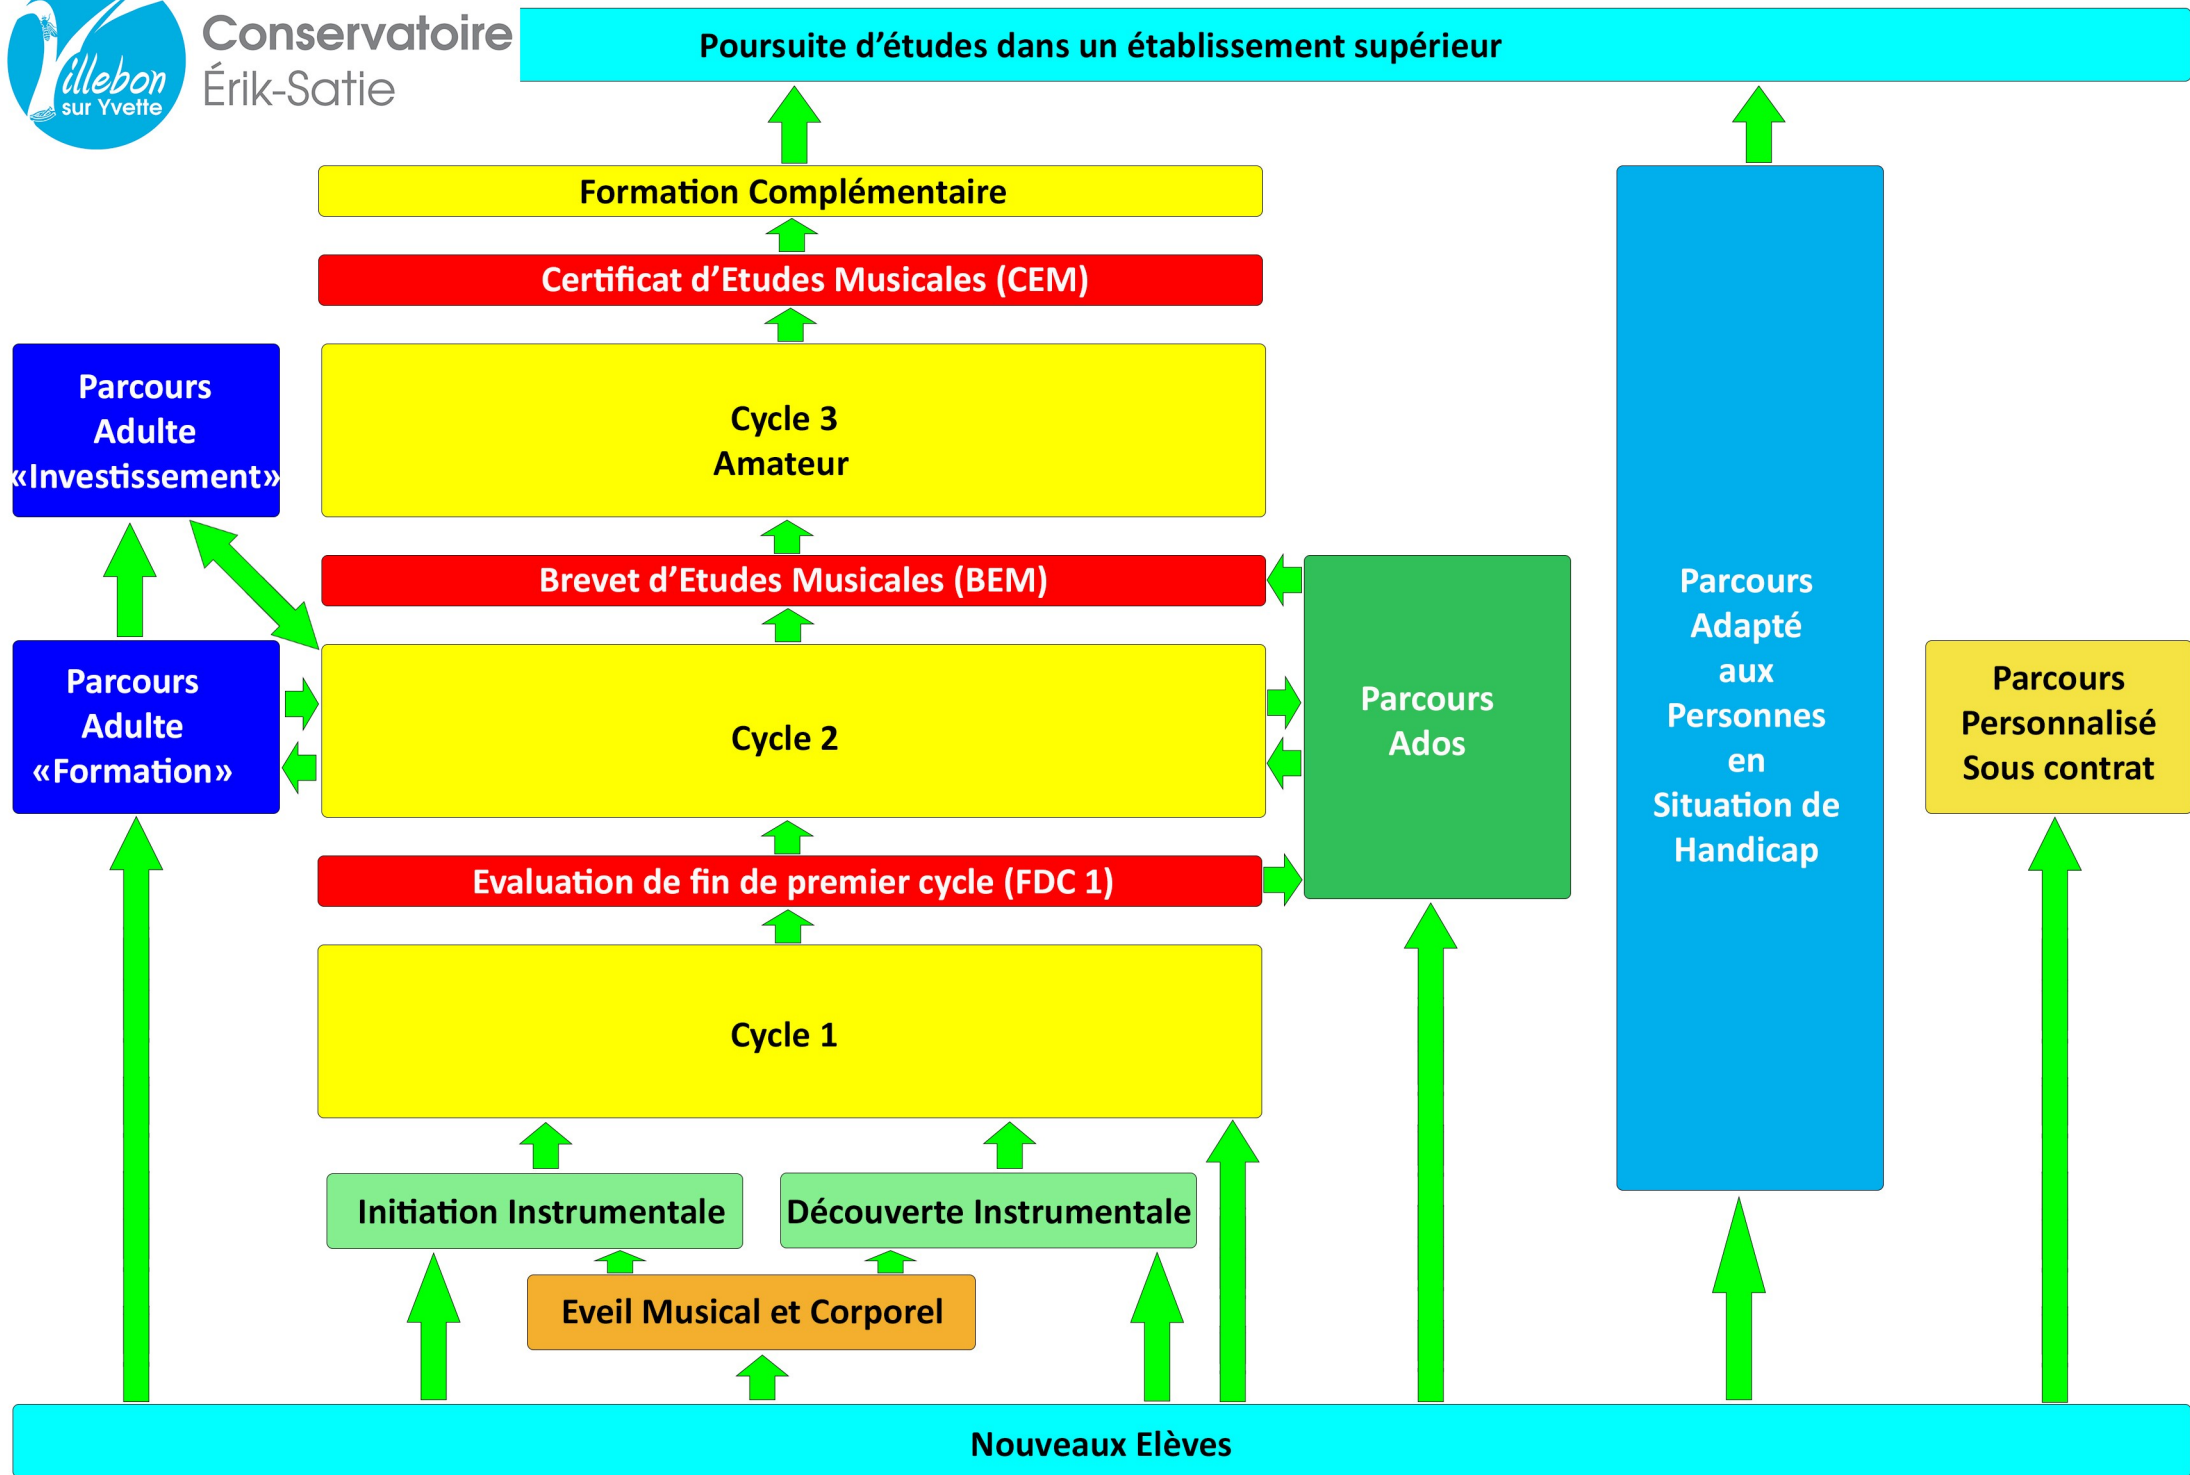 Villebon
sur Yvette
Conservatoire
Érik-Satie
Poursuite d’études dans un établissement supérieur
Formation Complémentaire
Certificat d’Etudes Musicales (CEM)
Parcours
Adulte
«Investissement»
Cycle 3
Amateur
Brevet d’Etudes Musicales (BEM)
Parcours
Adulte
«Formation»
Cycle 2
Parcours
Ados
Parcours
Adapté
aux
Personnes
en
Situation de
Handicap
Parcours
Personnalisé
Sous contrat
Evaluation de fin de premier cycle (FDC 1)
Cycle 1
Initiation Instrumentale
Découverte Instrumentale
Eveil Musical et Corporel
Nouveaux Elèves